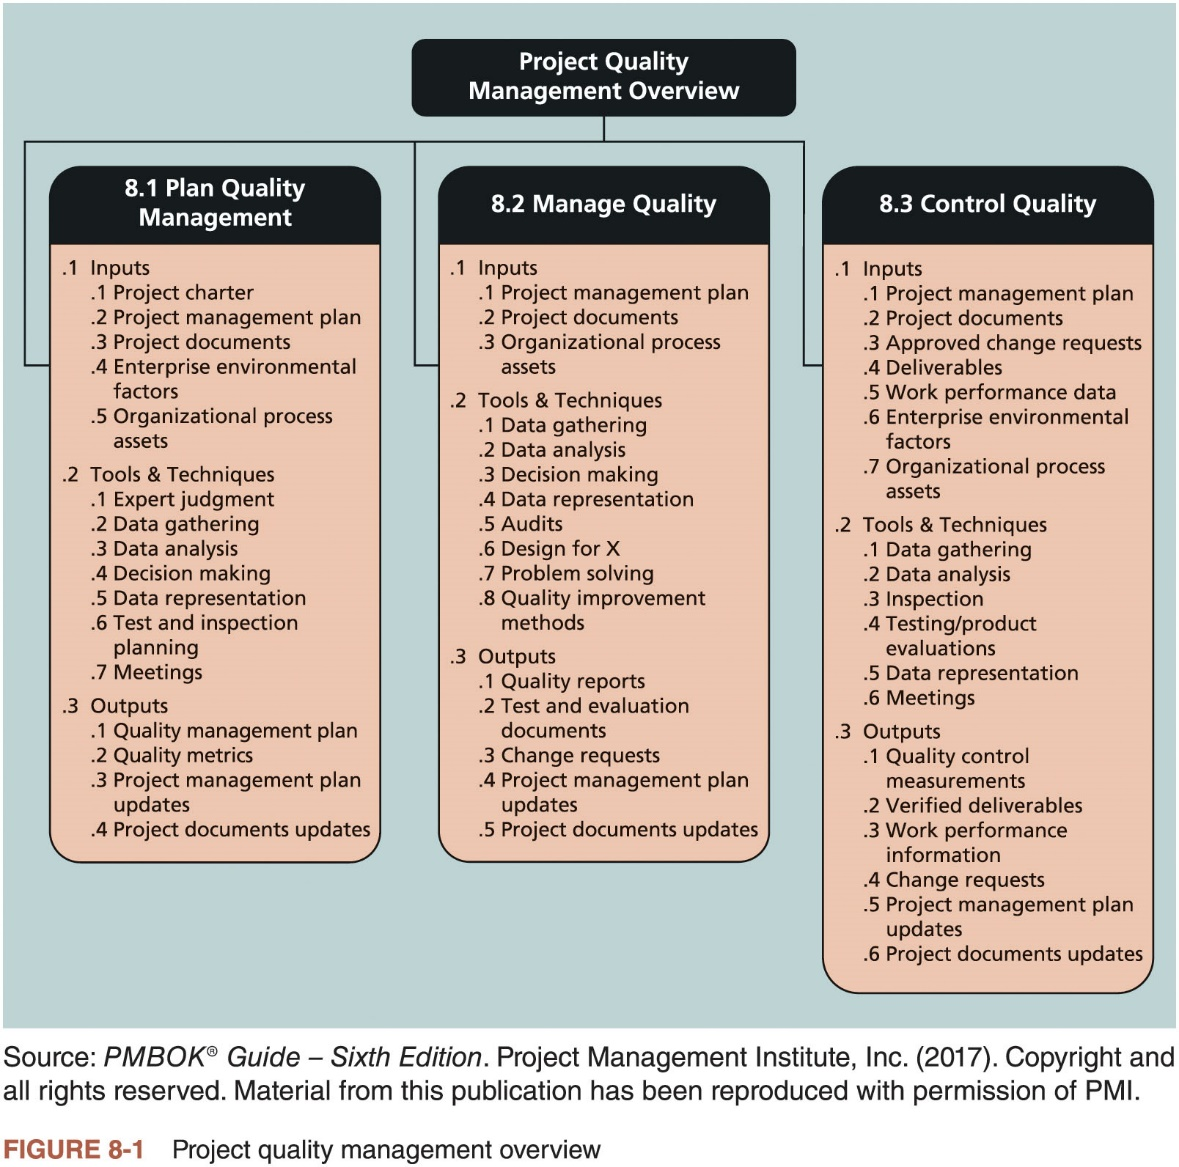 Project Quality
Management Overview
8.1 Plan Quality
Management
.1 Inputs
.1 Project charter
.2 Project management plan
.3 Project documents
.4 Enterprise environmental
factors
.5 Organizational process
assets
.2 Tools & Techniques
.1 Expert judgment
.2 Data gathering
.3 Data analysis
.4 Decision making
.5 Data representation
.6 Test and inspection
planning
.7 Meetings
.3 Outputs
.1 Quality management plan
.2 Quality metrics
.3 Project management plan
updates
.4 Project documents updates
8.2 Manage Quality
.1 Inputs
.1 Project management plan
.2 Project documents
.3 Organizational process
assets
.2 Tools & Techniques
.1 Data gathering
.2 Data analysis
.3 Decision making
.4 Data representation
.5 Audits
.6 Design for X
.7 Problem solving
.8 Quality improvement
methods
.3 Outputs
.1 Quality reports
.2 Test and evaluation
documents
.3 Change requests
.4 Project management plan
updates
.5 Project documents updates
8.3 Control Quality
.1 Inputs
.1 Project management plan
.2 Project documents
.3 Approved change requests
.4 Deliverables
.5 Work performance data
.6 Enterprise environmental
factors
.7 Organizational process
assets
.2 Tools & Techniques
.1 Data gathering
.2 Data analysis
.3 Inspection
.4 Testing/product
evaluations
.5 Data representation
.6 Meetings
.3 Outputs
.1 Quality control
measurements
.2 Verified deliverables
.3 Work performance
information
.4 Change requests
.5 Project management plan
updates
.6 Project documents updates
Source: PMBOK® Guide – Sixth Edition. Project Management Institute, Inc. (2017). Copyright and
all rights reserved. Material from this publication has been reproduced with permission of PMI.
FIGURE 8-1 Project quality management overview